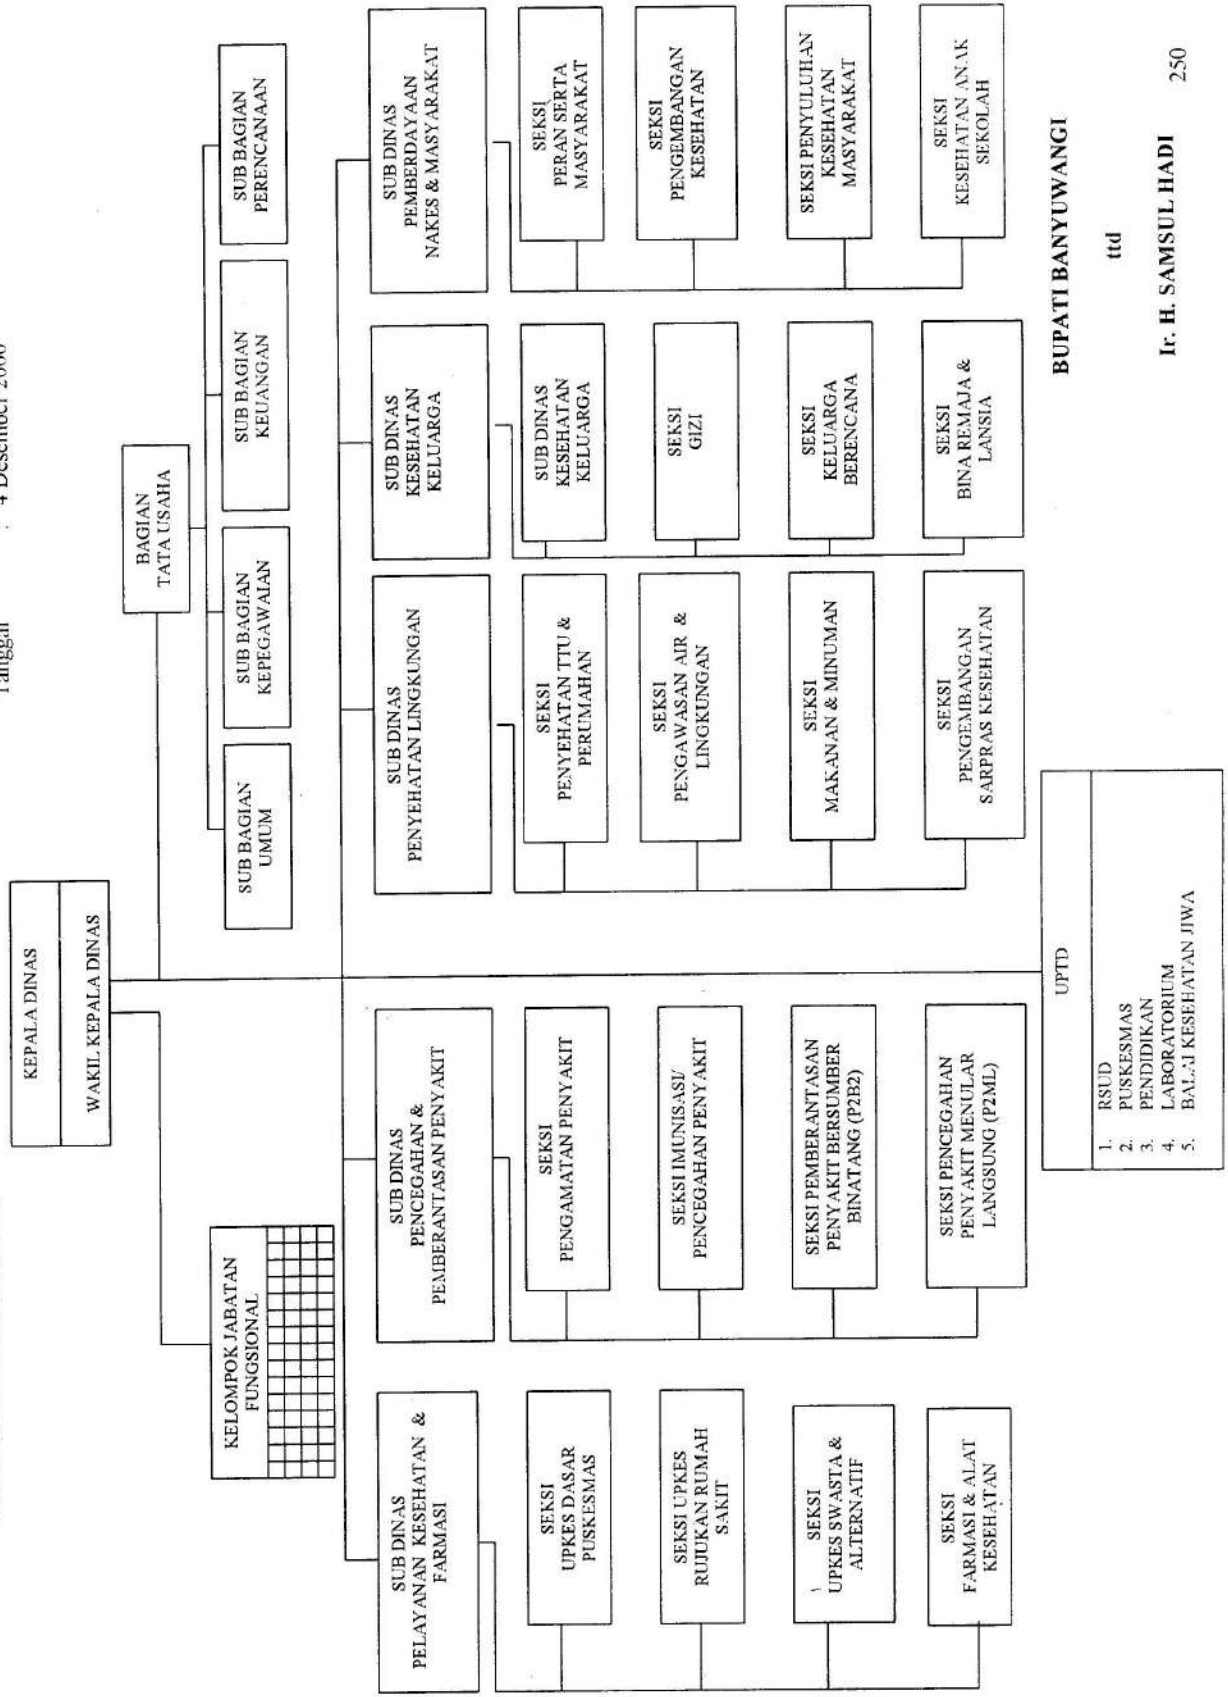 Tanggal : 4 Desember 2000
KEPALA DINAS
WAKIL KEPALA DINAS
KELOMPOK JABATAN
FUNGSIONAL
BAGIAN
TATA USAHA
SUB BAGIAN
UMUM
SUB BAGIAN
KEPEGAWAIAN
SUB BAGIAN
KEUANGAN
SUB BAGIAN
PERENCANAAN
SUB DINAS
PELAYANAN KESEHATAN &
FARMASI
SEKSI
UPKES DASAR
PUSKESMAS
SEKSI UPKES
RUJUKAN RUMAH
SAKIT
SEKSI
UPKES SWASTA &
ALTERNATIF
SEKSI
FARMASI & ALAT
KESEHATAN
SUB DINAS
PENCEGAHAN &
PEMBERANTASAN PENYAKIT
SEKSI
PENGAMATAN PENYAKIT
SEKSI IMUNISASI/
PENCEGAHAN PENYAKIT
SEKSI PEMBERANTASAN
PENYAKIT BERSUMBER
BINATANG (P2B2)
SEKSI PENCEGAHAN
PENYAKIT MENULAR
LANGSUNG (P2ML)
SUB DINAS
PENYEHATAN LINGKUNGAN
SEKSI
PENYEHATAN TTU &
PERUMAHAN
SEKSI
PENGAWASAN AIR &
LINGKUNGAN
SEKSI
MAKANAN & MINUMAN
SEKSI
PENGEMBANGAN
SARPRAS KESEHATAN
SUB DINAS
KESEHATAN
KELUARGA
SUB DINAS
KESEHATAN
KELUARGA
SEKSI
GIZI
SEKSI
KELUARGA
BERENCANA
SEKSI
BINA REMAJA &
LANSIA
SUB DINAS
PEMBERDAYAAN
NAKES & MASYARAKAT
SEKSI
PERAN SERTA
MASYARAKAT
SEKSI
PENGEMBANGAN
KESEHATAN
SEKSI PENYULUHAN
KESEHATAN
MASYARAKAT
SEKSI
KESEHATAN ANAK
SEKOLAH
UPTD
1. RSUD
2. PUSKESMAS
3. PENDIDIKAN
4. LABORATORIUM
5. BALAI KESEHATAN JIWA
BUPATI BANYUWANGI
ttd
Ir. H. SAMSUL HADI
250